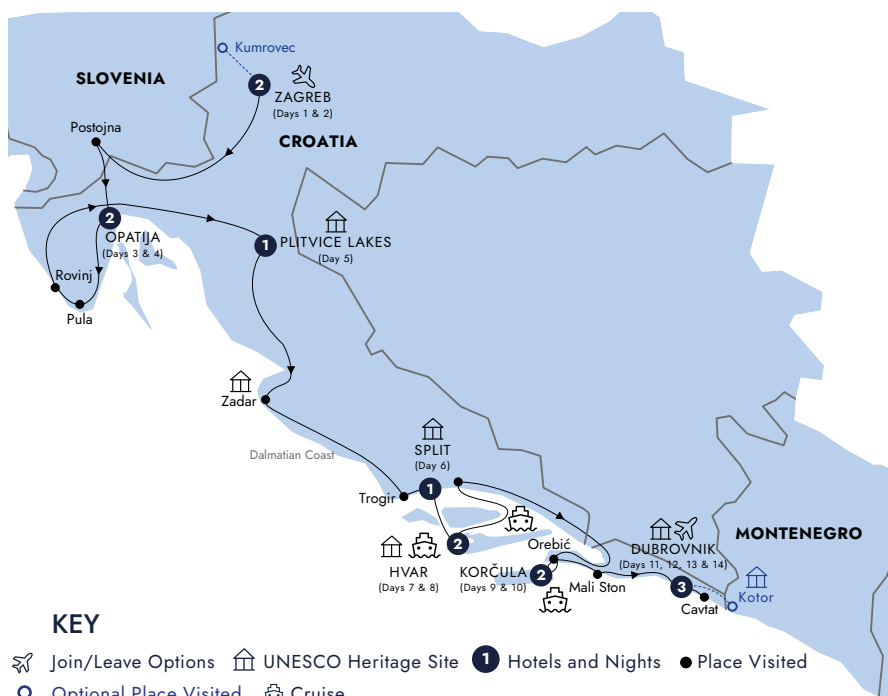 Kumrovec
SLOVENIA
2
ZAGREB
(Days 1 & 2)
Postojna
CROATIA
2
OPATIJA
(Days 3 & 4)
1
PLITVICE LAKES
(Day 5)
Rovinj
Pula
Zadar
Dalmatian Coast
SPLIT
(Day 6)
1
Trogir
2
HVAR
(Days 7 & 8)
Orebić
KORČULA
(Days 9 & 10)
2
Mali Ston
DUBROVNIK
(Days 11, 12, 13 & 14)
3
Cavtat
MONTENEGRO
Kotor
KEY
Join/Leave Options UNESCO Heritage Site 1 Hotels and Nights Place Visited
Optional Place Visited Cruise